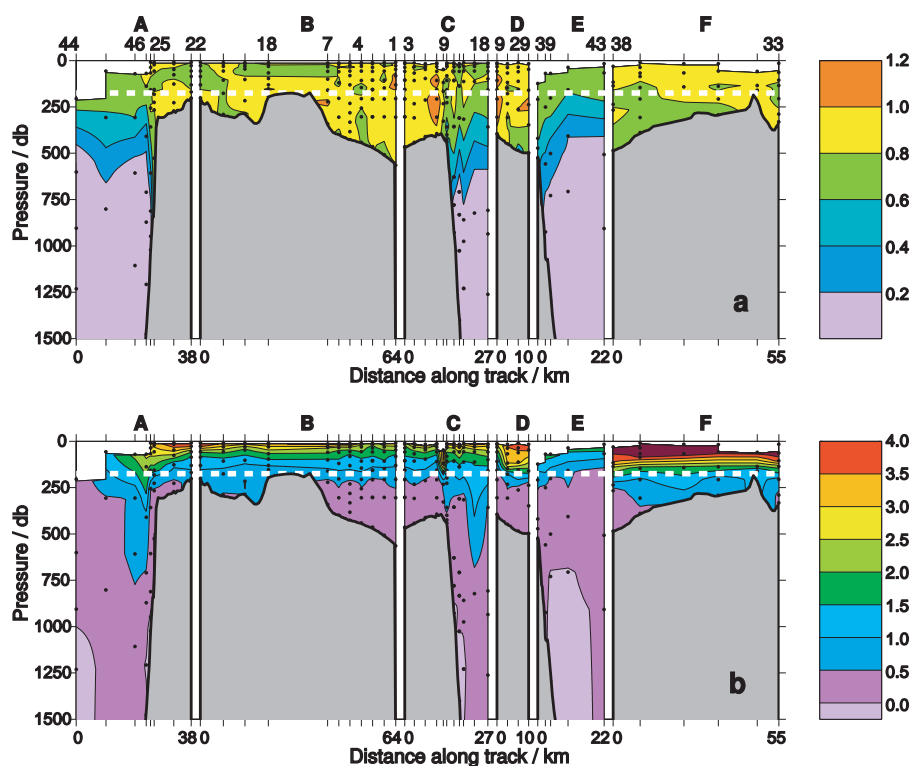 A B C D E F
44 46 25 22 18 7 4 1 3 9 18 9 29 39 43 38 33
0
250
500
750
1000
1250
1500
Pressure / db
a
1.2
1.0
0.8
0.6
0.4
0.2
0 38 0 64 0 27 0 10 0 22 0 55
Distance along track / km
A B C D E F
0
250
500
750
1000
1250
1500
Pressure / db
b
4.0
3.5
3.0
2.5
2.0
1.5
1.0
0.5
0.0
0 38 0 64 0 27 0 10 0 22 0 55
Distance along track / km